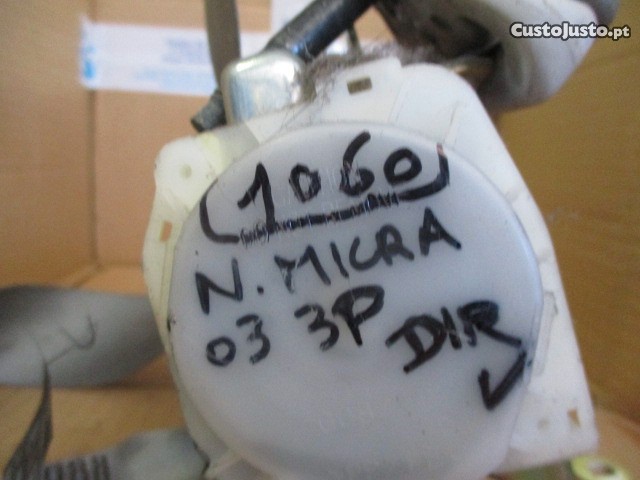 CustoJusto.pt
(1060)
N. MICRA
03 3P DIR